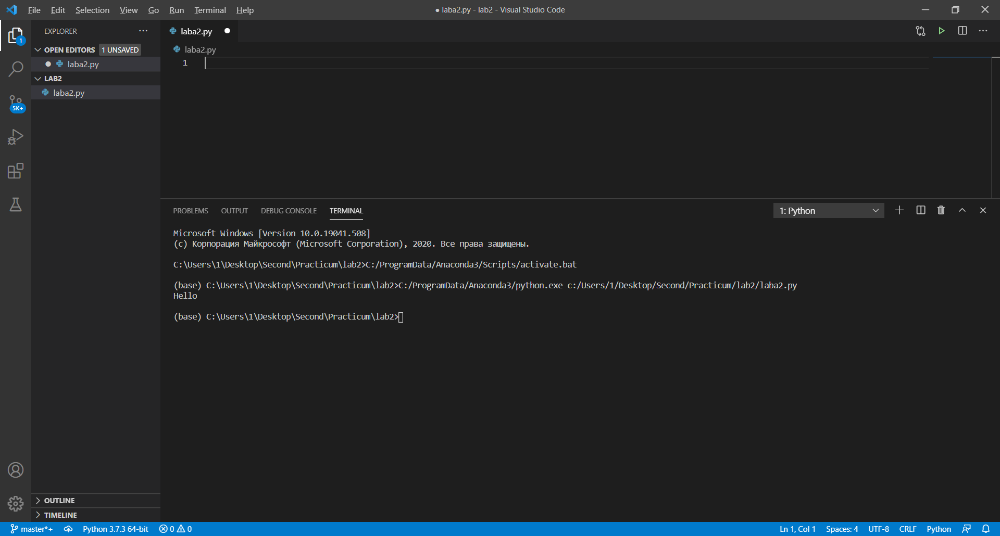 File Edit Selection View Go Run Terminal Help
● laba2.py - lab2 - Visual Studio Code
EXPLORER
OPEN EDITORS 1 UNSAVED
laba2.py
LAB2
laba2.py
1
5K+
OUTLINE
TIMELINE
laba2.py
laba2.py
1
PROBLEMS OUTPUT DEBUG CONSOLE TERMINAL
1: Python
Microsoft Windows [Version 10.0.19041.508]
(c) Корпорация Майкрософт (Microsoft Corporation), 2020. Все права защищены.
C:\Users\1\Desktop\Second\Practicum\lab2>C:/ProgramData/Anaconda3/Scripts/activate.bat
(base) C:\Users\1\Desktop\Second\Practicum\lab2>C:/ProgramData/Anaconda3/python.exe c:/Users/1/Desktop/Second/Practicum/lab2/laba2.py
Hello
(base) C:\Users\1\Desktop\Second\Practicum\lab2>
master*+ Python 3.7.3 64-bit 0 0
Ln 1, Col 1 Spaces: 4 UTF-8 CRLF Python